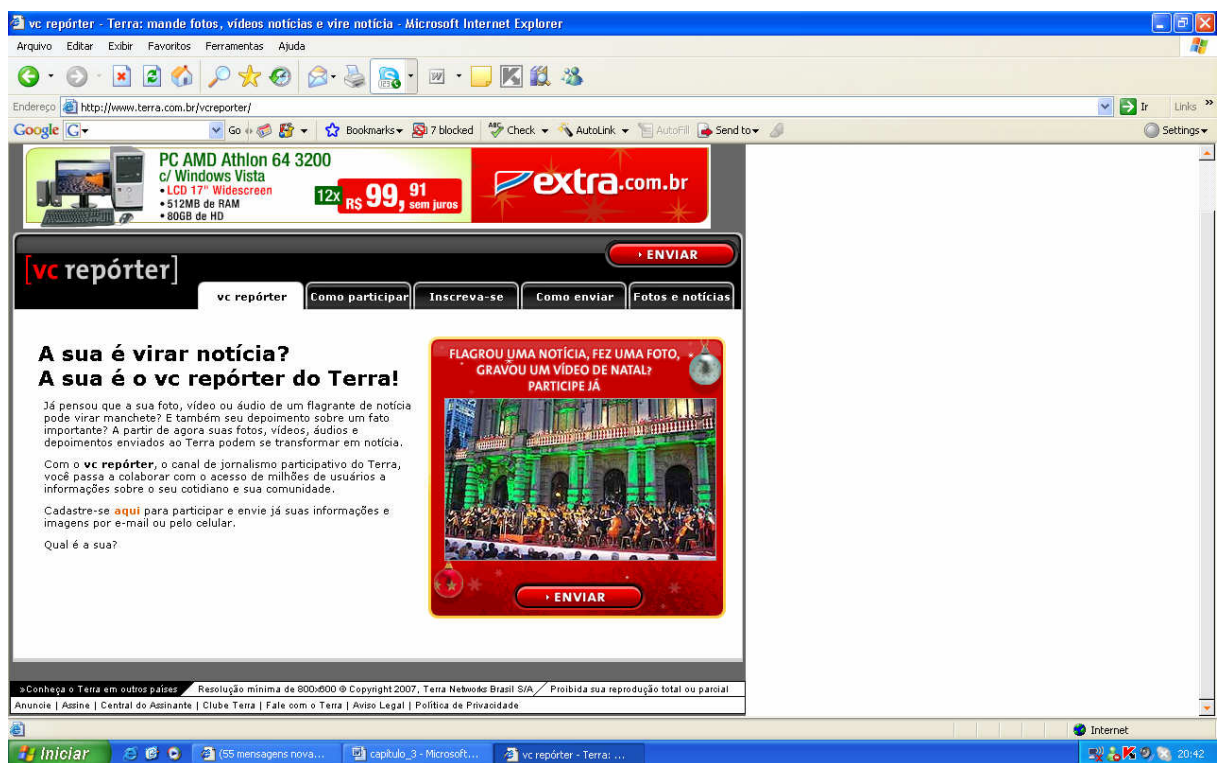 vc repórter - Terra: mande fotos, vídeos notícias e vire notícia - Microsoft Internet Explorer
Arquivo Editar Exibir Favoritos Ferramentas Ajuda
Endereço http://www.terra.com.br/vcreporter/ Ir Links
Google G Go Bookmarks 7 blocked Check AutoLink AutoFill Send to Settings
PC AMD Athlon 64 3200
c/ Windows Vista
• LCD 17" Widescreen
• 512MB de RAM
• 80GB de HD
12x R$ 99,91 sem juros
extra.com.br
ENVIAR
[vc repórter]
vc repórter Como participar Inscreva-se Como enviar Fotos e notícias
A sua é virar notícia?
A sua é o vc repórter do Terra!
Já pensou que a sua foto, vídeo ou áudio de um flagrante de notícia
pode virar manchete? E também seu depoimento sobre um fato
importante? A partir de agora suas fotos, vídeos, áudios e
depoimentos enviados ao Terra podem se transformar em notícia.
Com o vc repórter, o canal de jornalismo participativo do Terra,
você passa a colaborar com o acesso de milhões de usuários a
informações sobre o seu cotidiano e sua comunidade.
Cadastre-se aqui para participar e envie já suas informações e
imagens por e-mail ou pelo celular.
Qual é a sua?
FLAGROU UMA NOTÍCIA, FEZ UMA FOTO,
GRAVOU UM VÍDEO DE NATAL?
PARTICIPE JÁ
ENVIAR
»Conheça o Terra em outros países Resolução mínima de 800x600 © Copyright 2007, Terra Networks Brasil S/A Proibida sua reprodução total ou parcial
Anuncie | Assine | Central do Assinante | Clube Terra | Fale com o Terra | Aviso Legal | Política de Privacidade
Internet
Iniciar (55 mensagens nova... capítulo_3 - Microsoft... vc repórter - Terra: ... 20:42